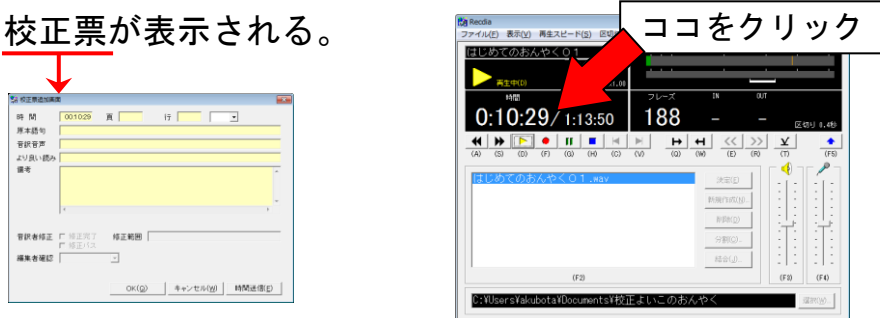 校正票が表示される。
校正票追加画面
時 間 00:10:29 頁 行
原本語句
音訳音声
より良い読み
備考
音訳者修正 修正完了 修正範囲
修正パス
編集者確認
OK(O) キャンセル(W) 時間送信(E)
ココをクリック
Recdia
ファイル(F) 表示(V) 再生スピード(S)
はじめてのおんやく01
再生中(D)
時間 フレーズ IN OUT
0:10:29/1:13:50 188 － － 区切り 0.4秒
(A) (S) (D) (F) (G) (H) (C) (V) (Q) (W) (E) (R) (T) (F5)
はじめてのおんやく01.wav
決定(E)
新規作成(N)...
削除(D)
分割(C)...
結合(J)...
(F2) (F3) (F4)
C:¥Users¥akubota¥Documents¥校正よいこのおんやく
選択(W)...